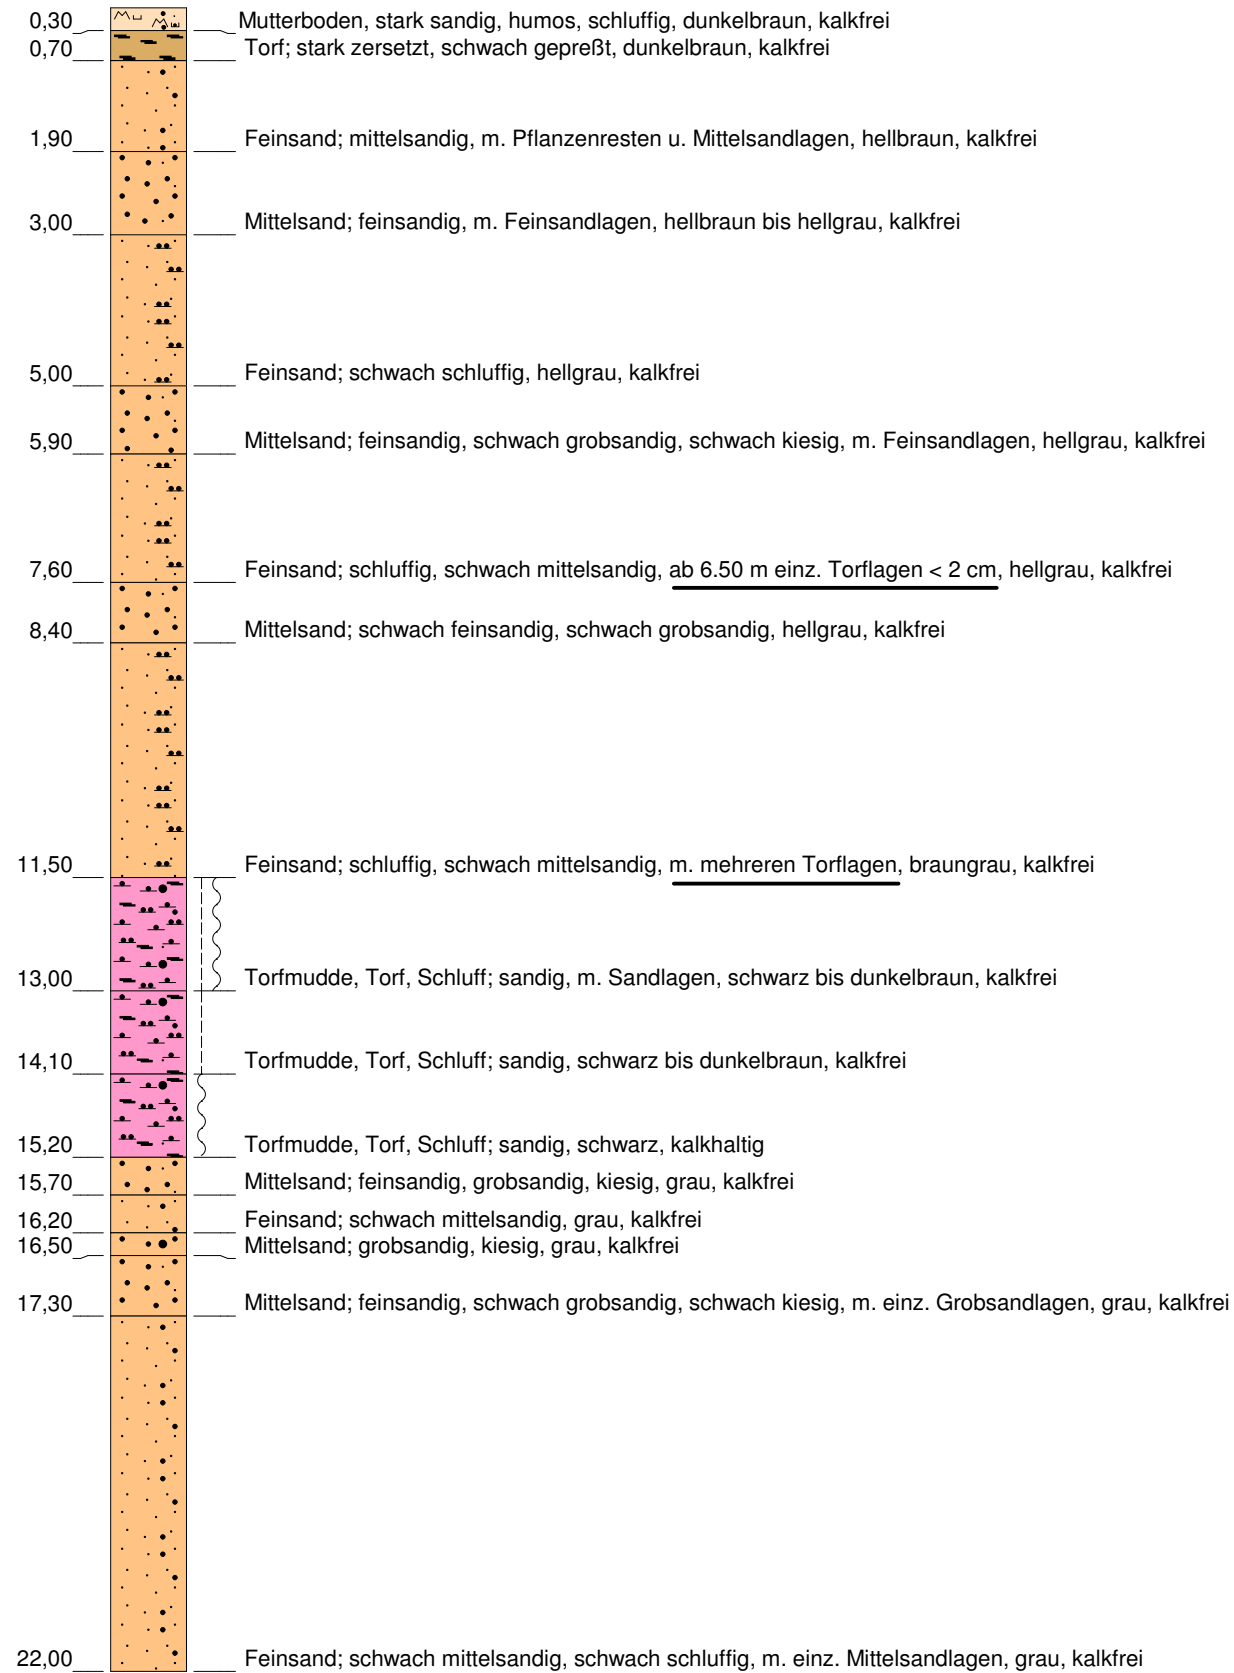 0,30 Mutterboden, stark sandig, humos, schluffig, dunkelbraun, kalkfrei
0,70 Torf; stark zersetzt, schwach gepreßt, dunkelbraun, kalkfrei
1,90 Feinsand; mittelsandig, m. Pflanzenresten u. Mittelsandlagen, hellbraun, kalkfrei
3,00 Mittelsand; feinsandig, m. Feinsandlagen, hellbraun bis hellgrau, kalkfrei
5,00 Feinsand; schwach schluffig, hellgrau, kalkfrei
5,90 Mittelsand; feinsandig, schwach grobsandig, schwach kiesig, m. Feinsandlagen, hellgrau, kalkfrei
7,60 Feinsand; schluffig, schwach mittelsandig, ab 6.50 m einz. Torflagen < 2 cm, hellgrau, kalkfrei
8,40 Mittelsand; schwach feinsandig, schwach grobsandig, hellgrau, kalkfrei
11,50 Feinsand; schluffig, schwach mittelsandig, m. mehreren Torflagen, braungrau, kalkfrei
13,00 Torfmudde, Torf, Schluff; sandig, m. Sandlagen, schwarz bis dunkelbraun, kalkfrei
14,10 Torfmudde, Torf, Schluff; sandig, schwarz bis dunkelbraun, kalkfrei
15,20 Torfmudde, Torf, Schluff; sandig, schwarz, kalkhaltig
15,70 Mittelsand; feinsandig, grobsandig, kiesig, grau, kalkfrei
16,20 Feinsand; schwach mittelsandig, grau, kalkfrei
16,50 Mittelsand; grobsandig, kiesig, grau, kalkfrei
17,30 Mittelsand; feinsandig, schwach grobsandig, schwach kiesig, m. einz. Grobsandlagen, grau, kalkfrei
22,00 Feinsand; schwach mittelsandig, schwach schluffig, m. einz. Mittelsandlagen, grau, kalkfrei